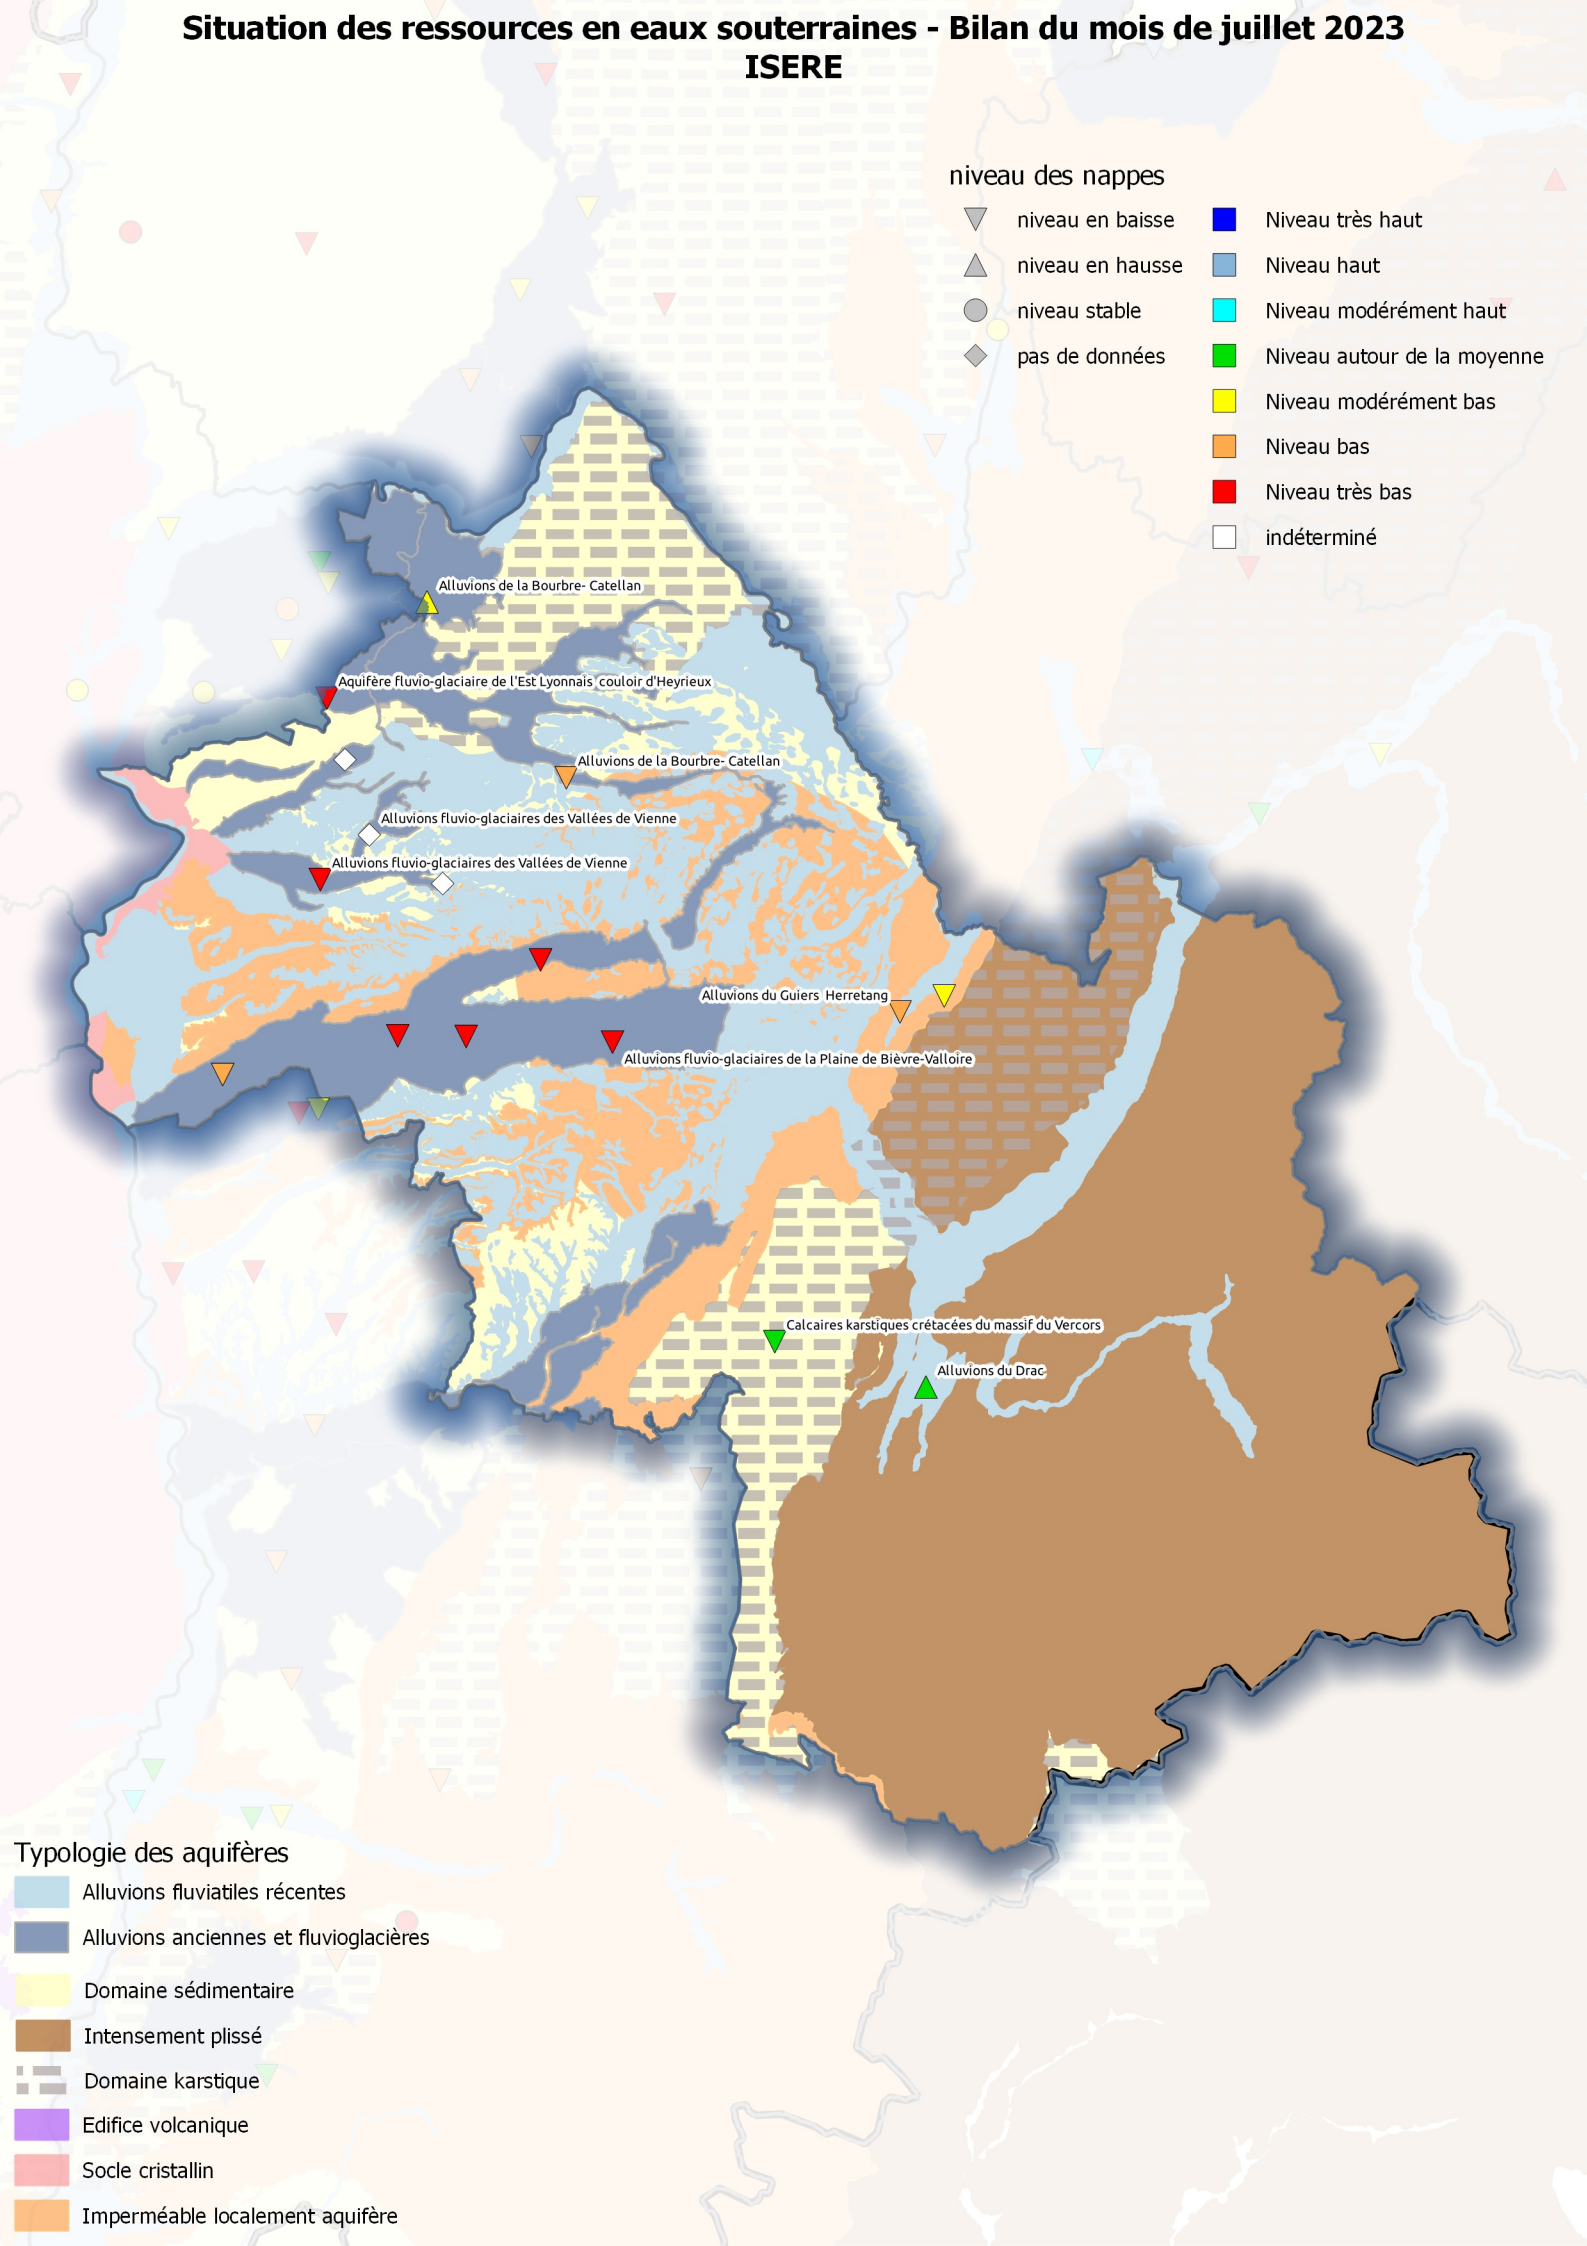 Situation des ressources en eaux souterraines - Bilan du mois de juillet 2023
ISERE
niveau des nappes
niveau en baisse
niveau en hausse
niveau stable
pas de données
Niveau très haut
Niveau haut
Niveau modérément haut
Niveau autour de la moyenne
Niveau modérément bas
Niveau bas
Niveau très bas
indéterminé
Alluvions de la Bourbre- Catellan
Aquifère fluvio-glaciaire de l'Est Lyonnais couloir d'Heyrieux
Alluvions de la Bourbre- Catellan
Alluvions fluvio-glaciaires des Vallées de Vienne
Alluvions fluvio-glaciaires des Vallées de Vienne
Alluvions du Guiers Herretang
Alluvions fluvio-glaciaires de la Plaine de Bièvre-Valloire
Calcaires karstiques crétacées du massif du Vercors
Alluvions du Drac
Typologie des aquifères
Alluvions fluviatiles récentes
Alluvions anciennes et fluvioglacières
Domaine sédimentaire
Intensement plissé
Domaine karstique
Edifice volcanique
Socle cristallin
Imperméable localement aquifère